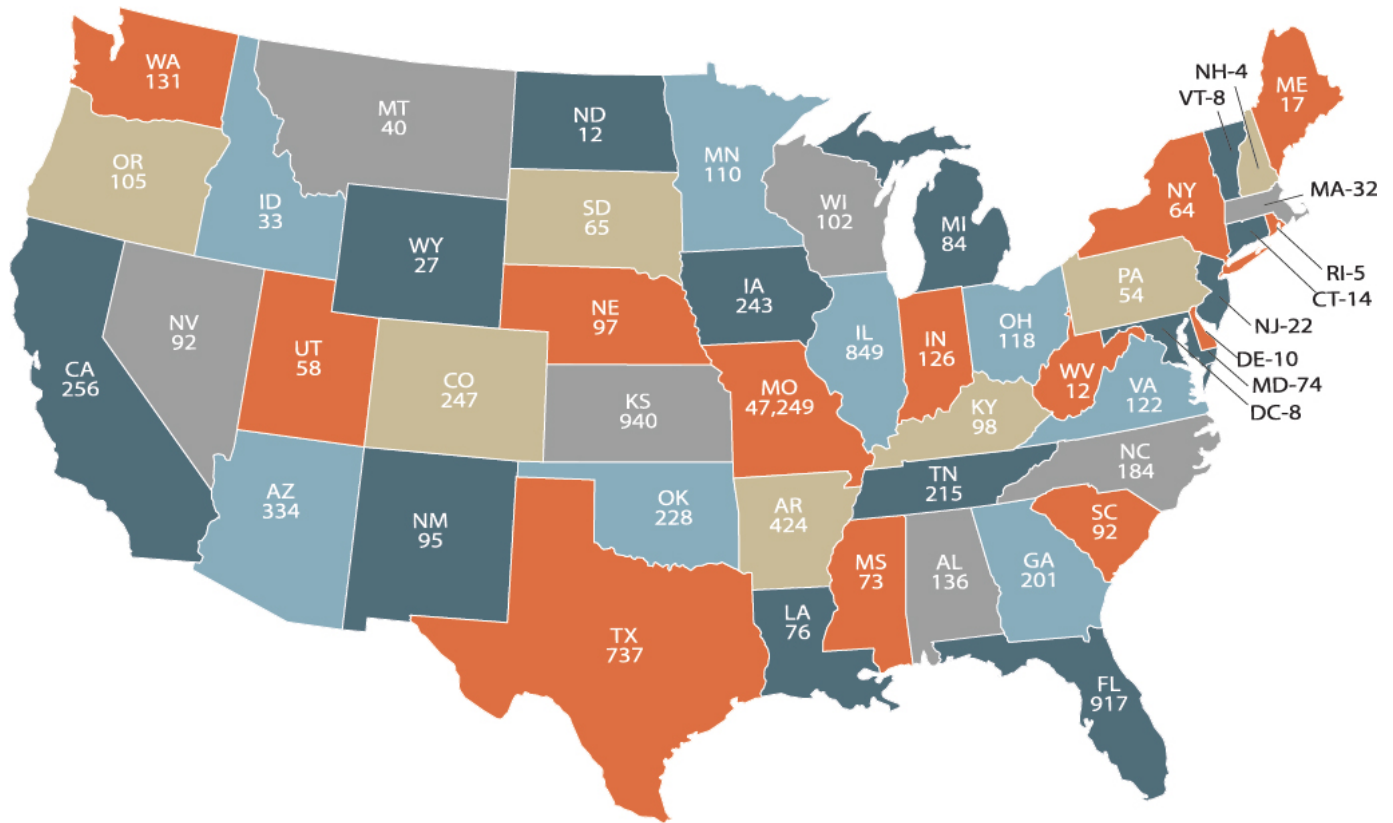 WA
131
MT
40
ND
12
MN
110
OR
105
ID
33
SD
65
WI
102
WY
27
MI
84
IA
243
NE
97
NV
92
UT
58
CA
256
CO
247
KS
940
MO
47,249
IL
849
IN
126
OH
118
PA
54
NY
64
ME
17
NH-4
VT-8
MA-32
RI-5
CT-14
NJ-22
DE-10
MD-74
DC-8
WV
12
VA
122
KY
98
NC
184
TN
215
SC
92
AZ
334
NM
95
OK
228
AR
424
MS
73
AL
136
GA
201
LA
76
TX
737
FL
917